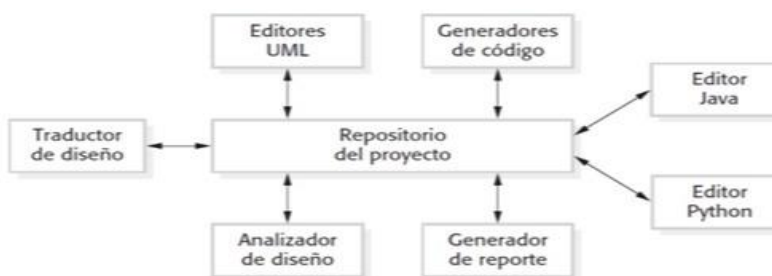 Editores
UML
Generadores
de código
Editor
Java
Traductor
de diseño
Repositorio
del proyecto
Editor
Python
Analizador
de diseño
Generador
de reporte